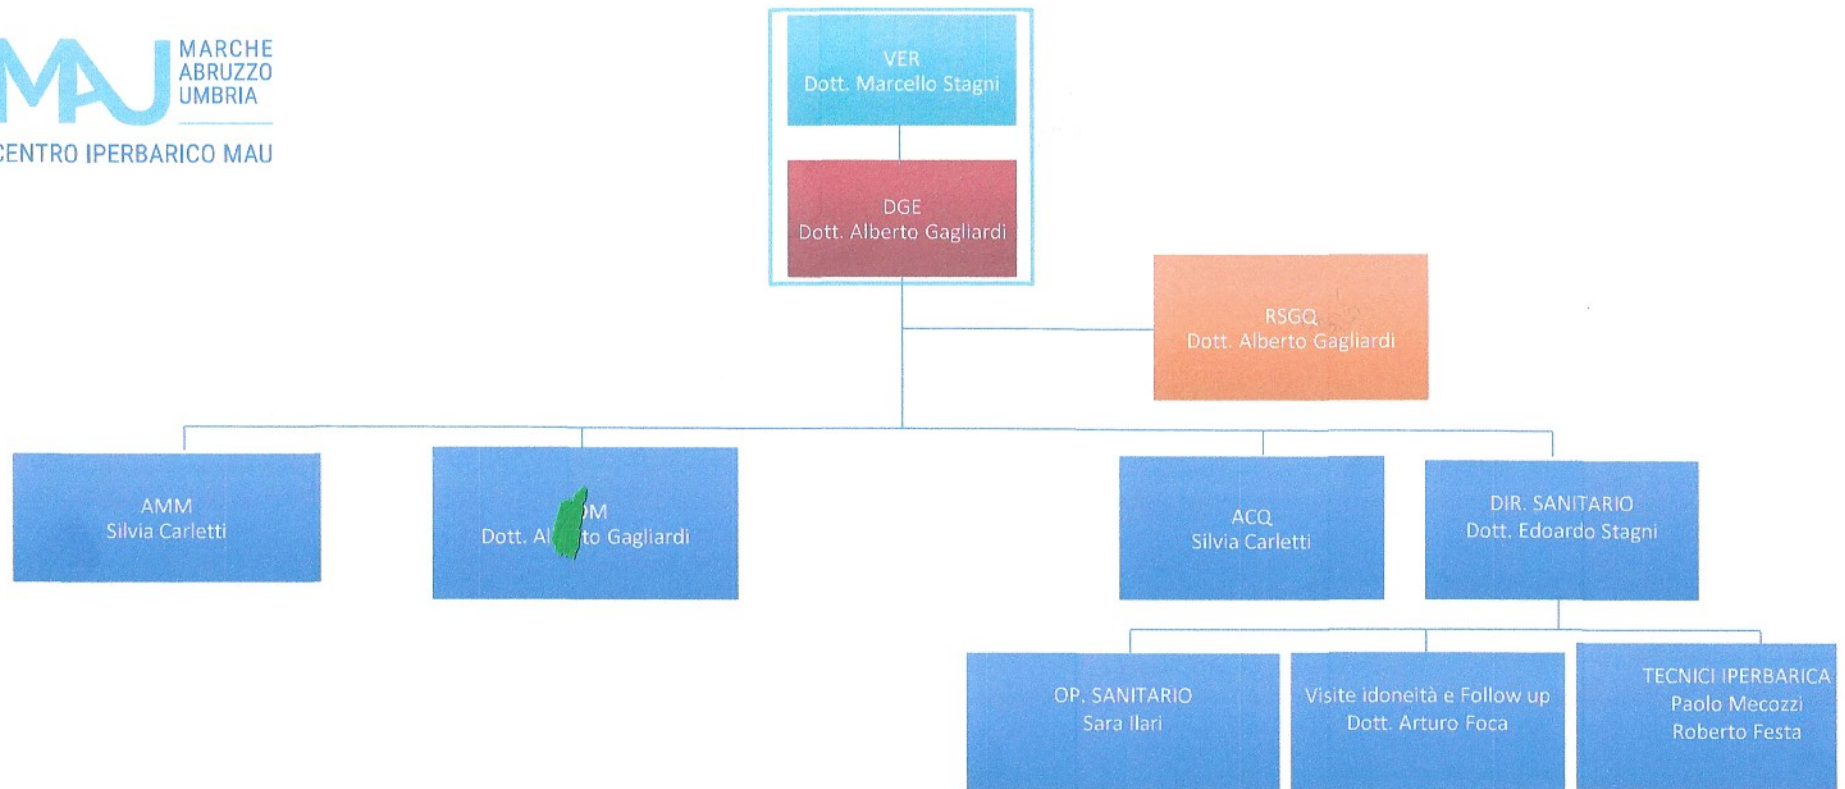 MAU
MARCHE
ABRUZZO
UMBRIA
CENTRO IPERBARICO MAU
VER
Dott. Marcello Stagni
DGE
Dott. Alberto Gagliardi
RSGQ
Dott. Alberto Gagliardi
AMM
Silvia Carletti
Dott. Gagliardi
ACQ
Silvia Carletti
DIR. SANITARIO
Dott. Edoardo Stagni
OP. SANITARIO
Sara Ilari
Visite idoneità e Follow up
Dott. Arturo Foca
TECNICI IPERBARICA
Paolo Mecozzi
Roberto Festa